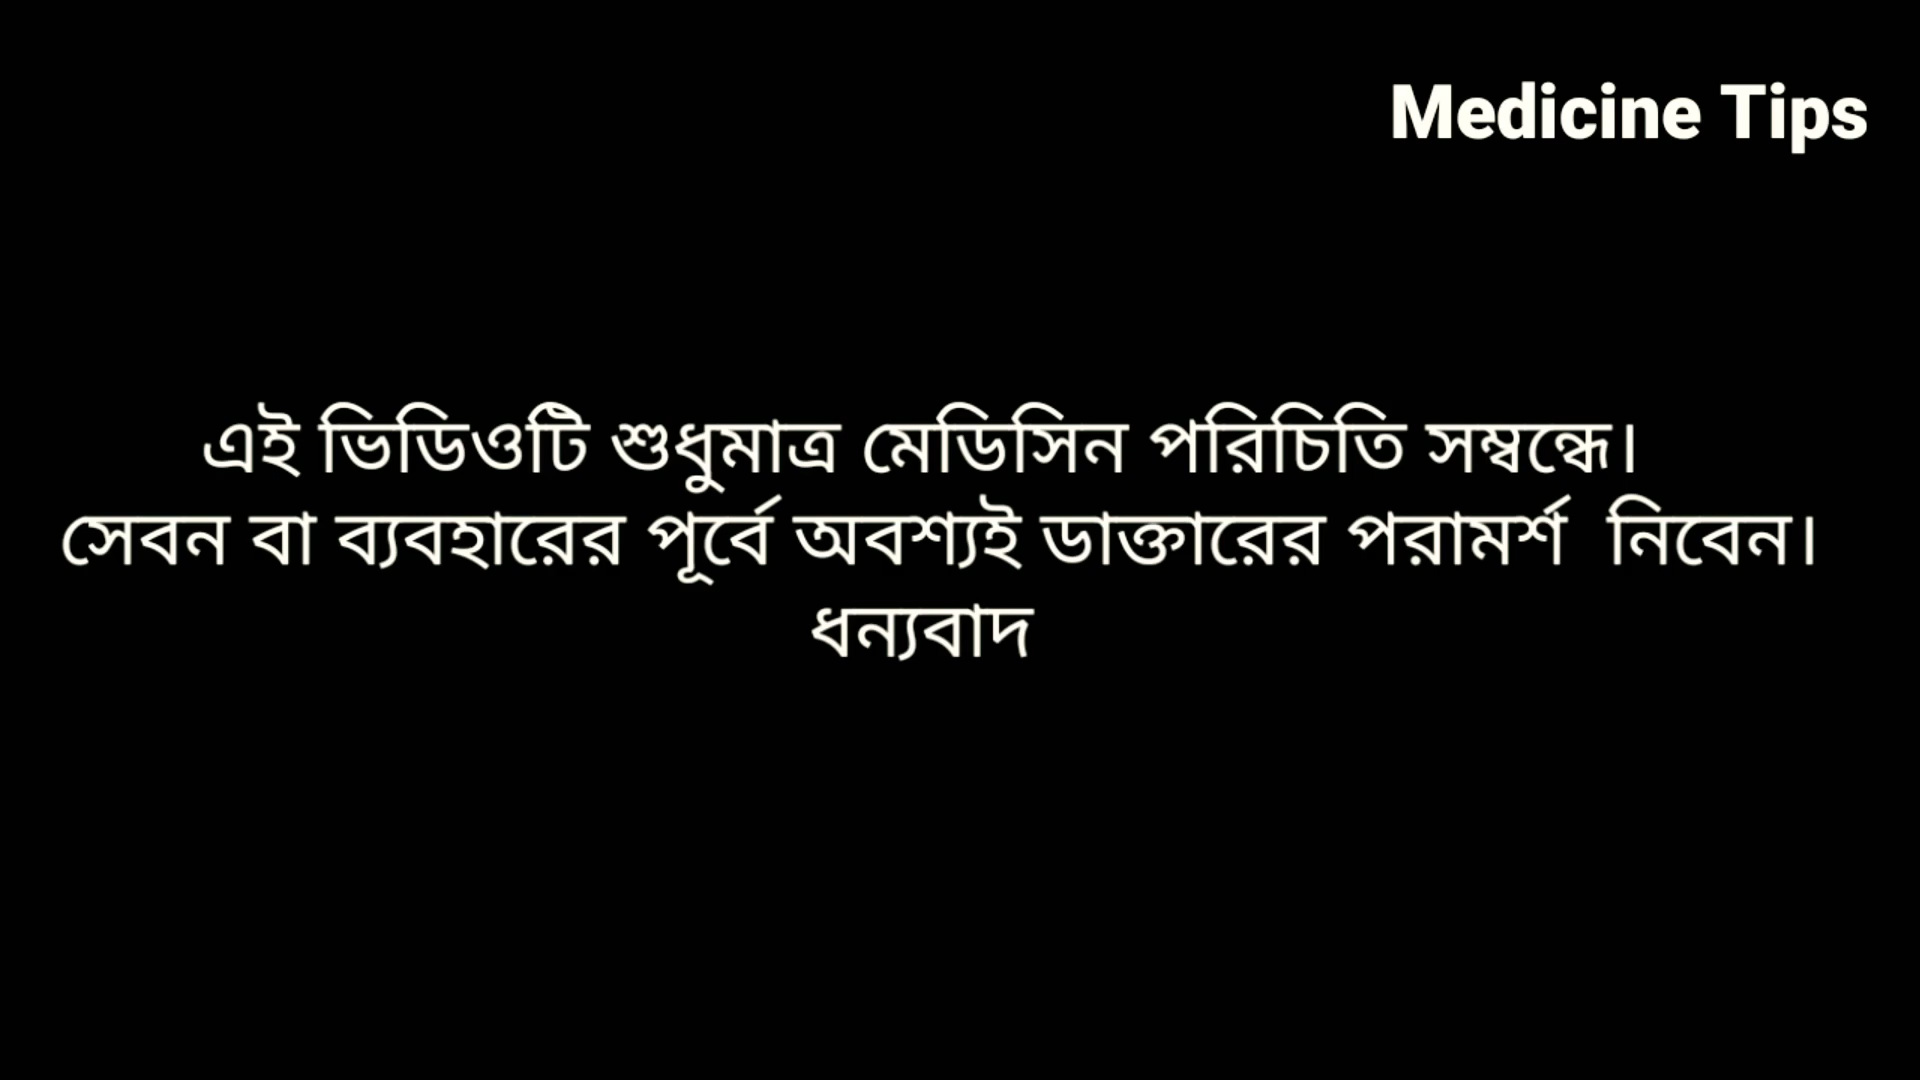 Medicine Tips
এই ভিডিওটি শুধুমাত্র মেডিসিন পরিচিতি সম্বন্ধে।
সেবন বা ব্যবহারের পূর্বে অবশ্যই ডাক্তারের পরামর্শ  নিবেন।
ধন্যবাদ